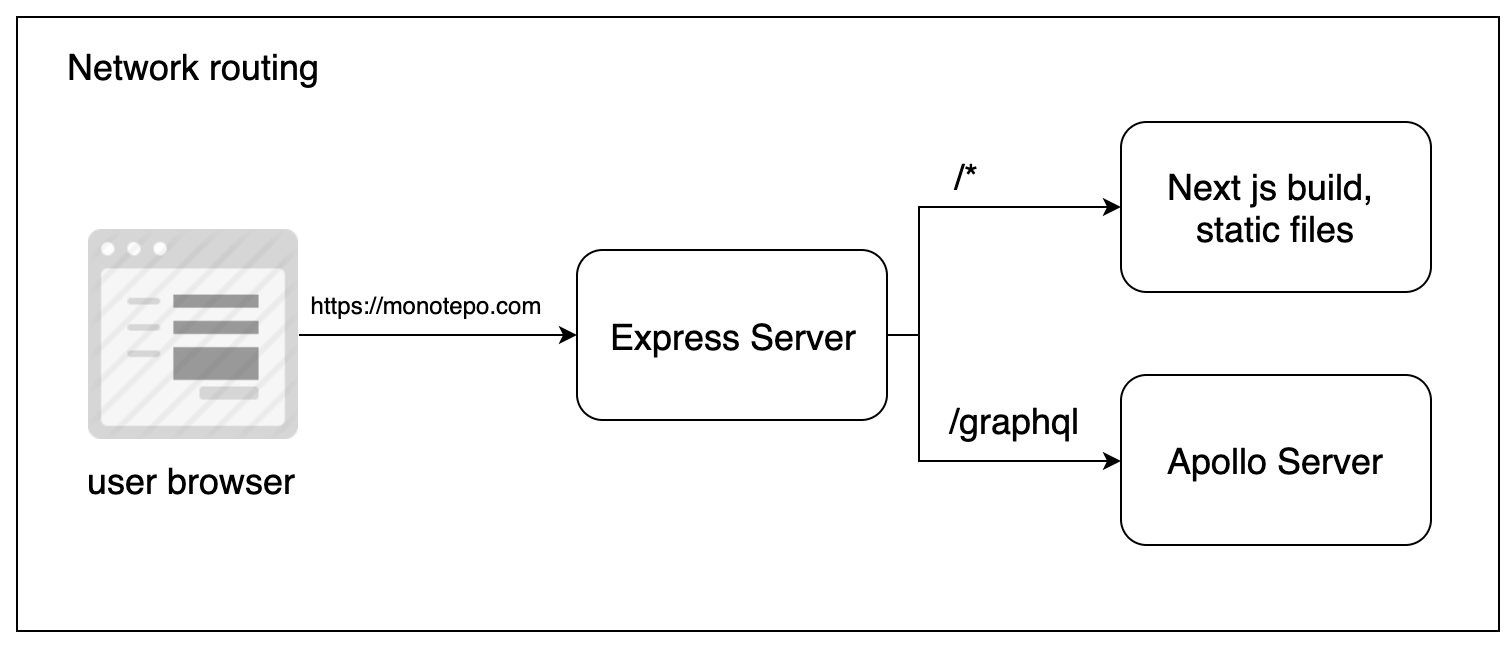 Network routing
/*
Next js build,
static files
https://monotepo.com
Express Server
/graphql
Apollo Server
user browser